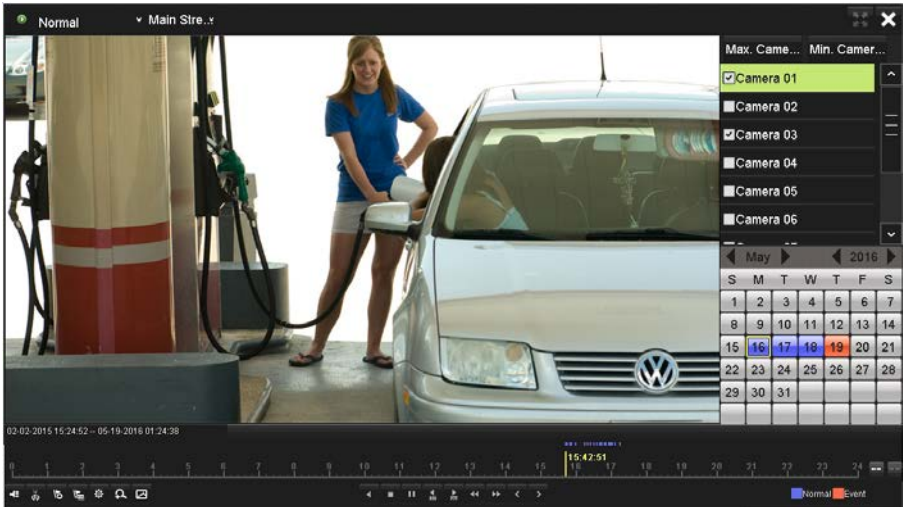 Normal
Main Stre..
Max. Came...
Min. Camer...
Camera 01
Camera 02
Camera 03
Camera 04
Camera 05
Camera 06
May
2016
S M T W T F S
1 2 3 4 5 6 7
8 9 10 11 12 13 14
15 16 17 18 19 20 21
22 23 24 25 26 27 28
29 30 31
02-02-2015 15:24:52 -- 05-19-2016 01:24:38
15:42:51
0 1 2 3 4 5 6 7 8 9 10 11 12 13 14 15 16 17 18 19 20 21 22 23 24
Normal
Event